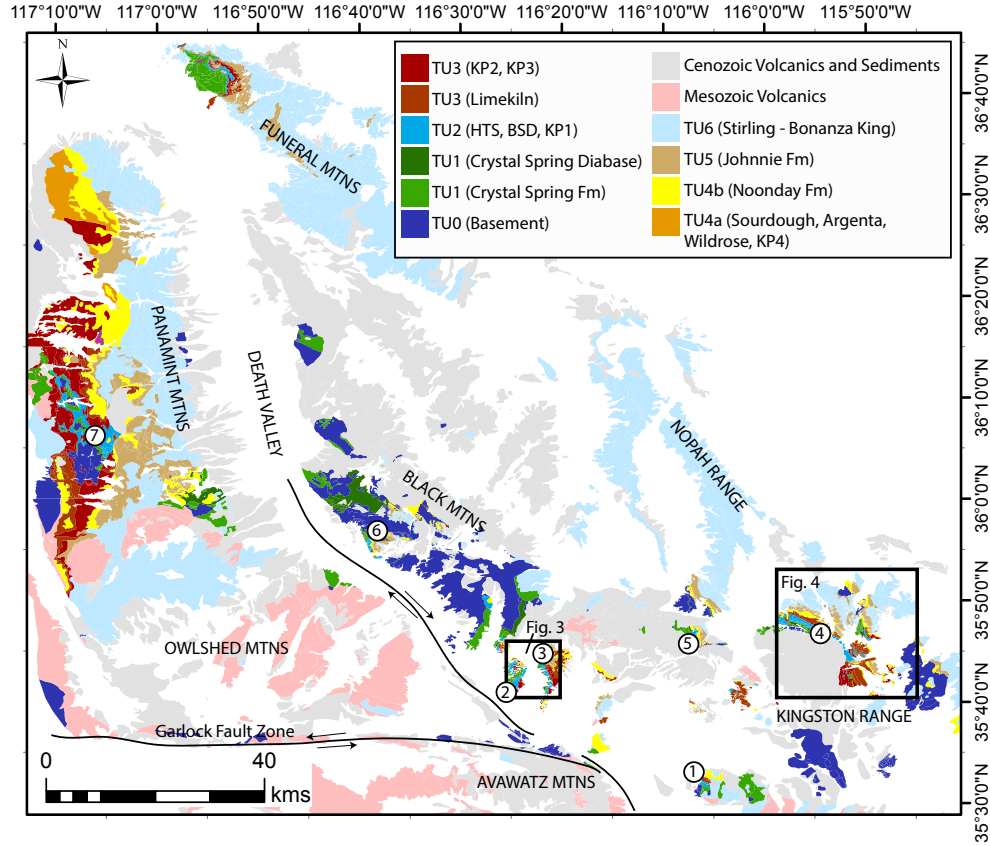 117°10'0"W 117°0'0"W 116°50'0"W 116°40'0"W 116°30'0"W 116°20'0"W 116°10'0"W 116°0'0"W 115°50'0"W
N
TU3 (KP2, KP3)
TU3 (Limekiln)
TU2 (HTS, BSD, KP1)
TU1 (Crystal Spring Diabase)
TU1 (Crystal Spring Fm)
TU0 (Basement)
Cenozoic Volcanics and Sediments
Mesozoic Volcanics
TU6 (Stirling - Bonanza King)
TU5 (Johnnie Fm)
TU4b (Noonday Fm)
TU4a (Sourdough, Argenta,
Wildrose, KP4)
36°40'0"N
36°30'0"N
36°20'0"N
36°10'0"N
36°0'0"N
35°50'0"N
35°40'0"N
35°30'0"N
FUNERAL MTNS
PANAMINT MTNS
DEATH VALLEY
BLACK MTNS
NOPAH RANGE
7
6
Fig. 4
4
Fig. 3
3
5
2
OWLSHED MTNS
KINGSTON RANGE
Garlock Fault Zone
1
AVAWATZ MTNS
0 40
kms